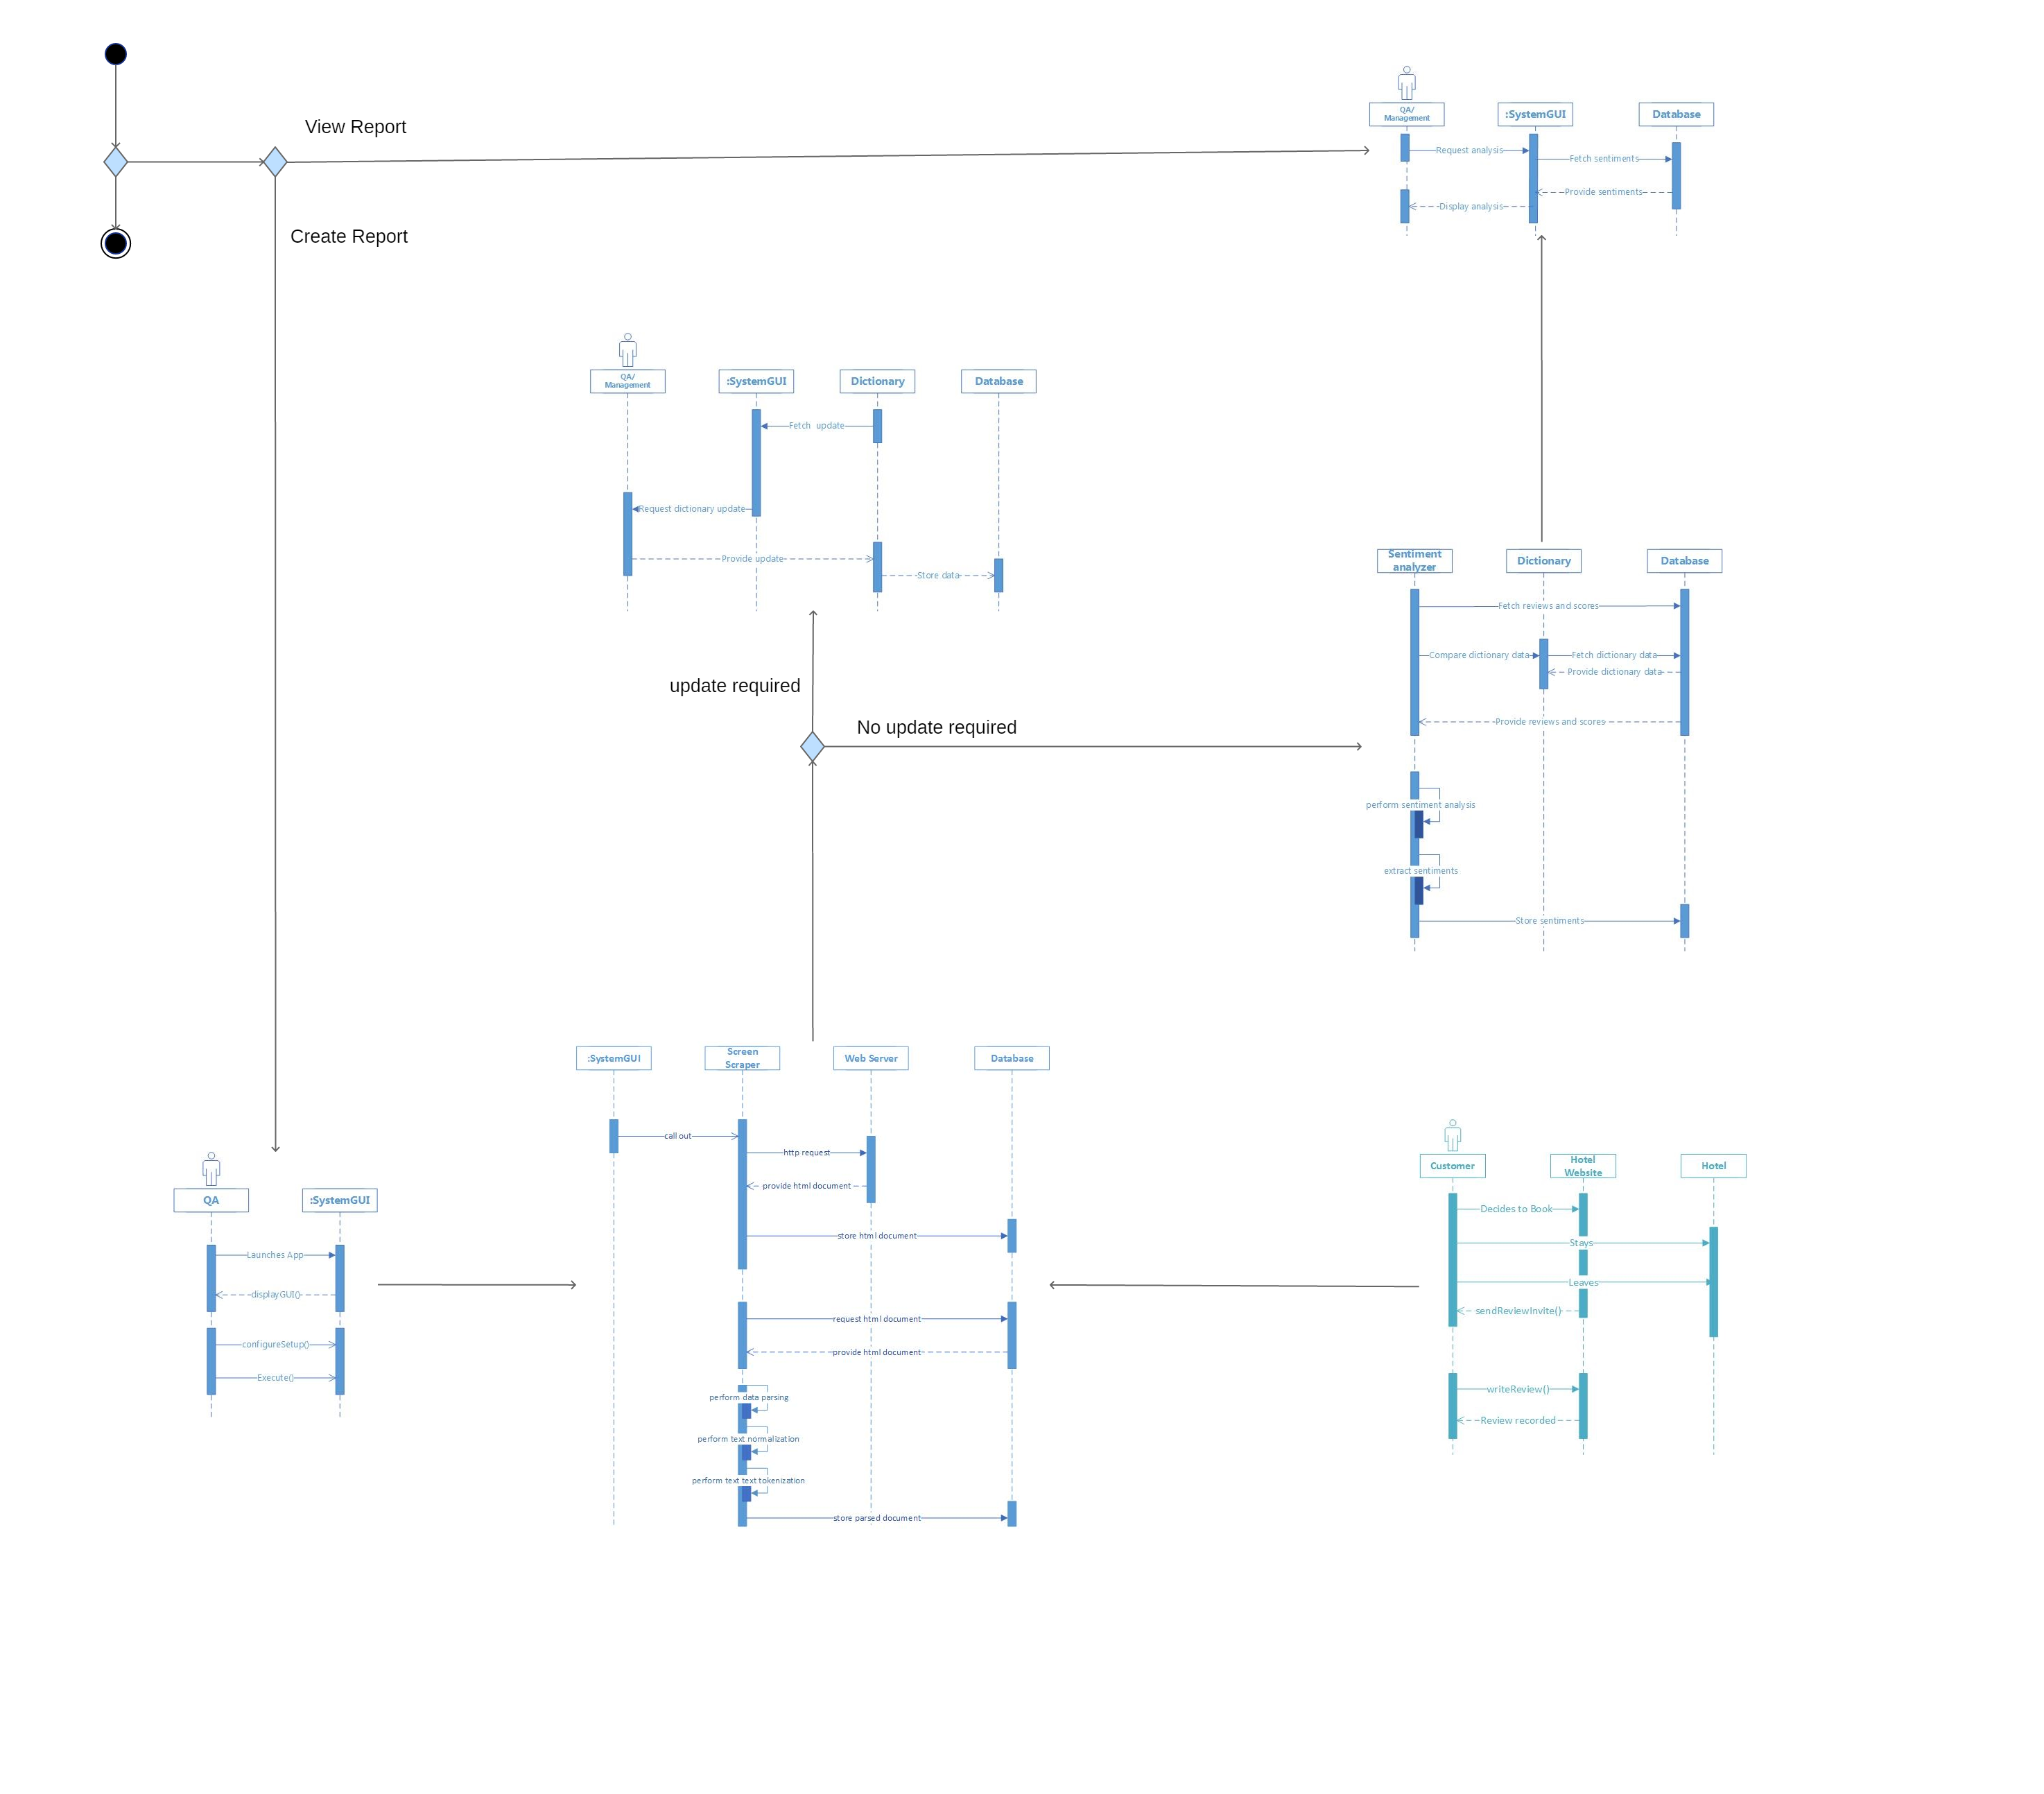 View Report
Create Report
QA/
Management
:SystemGUI
Database
Request analysis
Fetch sentiments
Provide sentiments
Display analysis
QA/
Management
:SystemGUI
Dictionary
Database
Fetch  update
Request dictionary update
Provide update
Store data
update required
No update required
Sentiment
analyzer
Dictionary
Database
Fetch reviews and scores
Compare dictionary data
Fetch dictionary data
Provide dictionary data
Provide reviews and scores
perform sentiment analysis
extract sentiments
Store sentiments
QA
:SystemGUI
Launches App
displayGUI()
configureSetup()
Execute()
:SystemGUI
Screen
Scraper
Web Server
Database
call out
http request
provide html document
store html document
request html document
provide html document
perform data parsing
perform text normalization
perform text text tokenization
store parsed document
Customer
Hotel
Website
Hotel
Decides to Book
Stays
Leaves
sendReviewInvite()
writeReview()
Review recorded